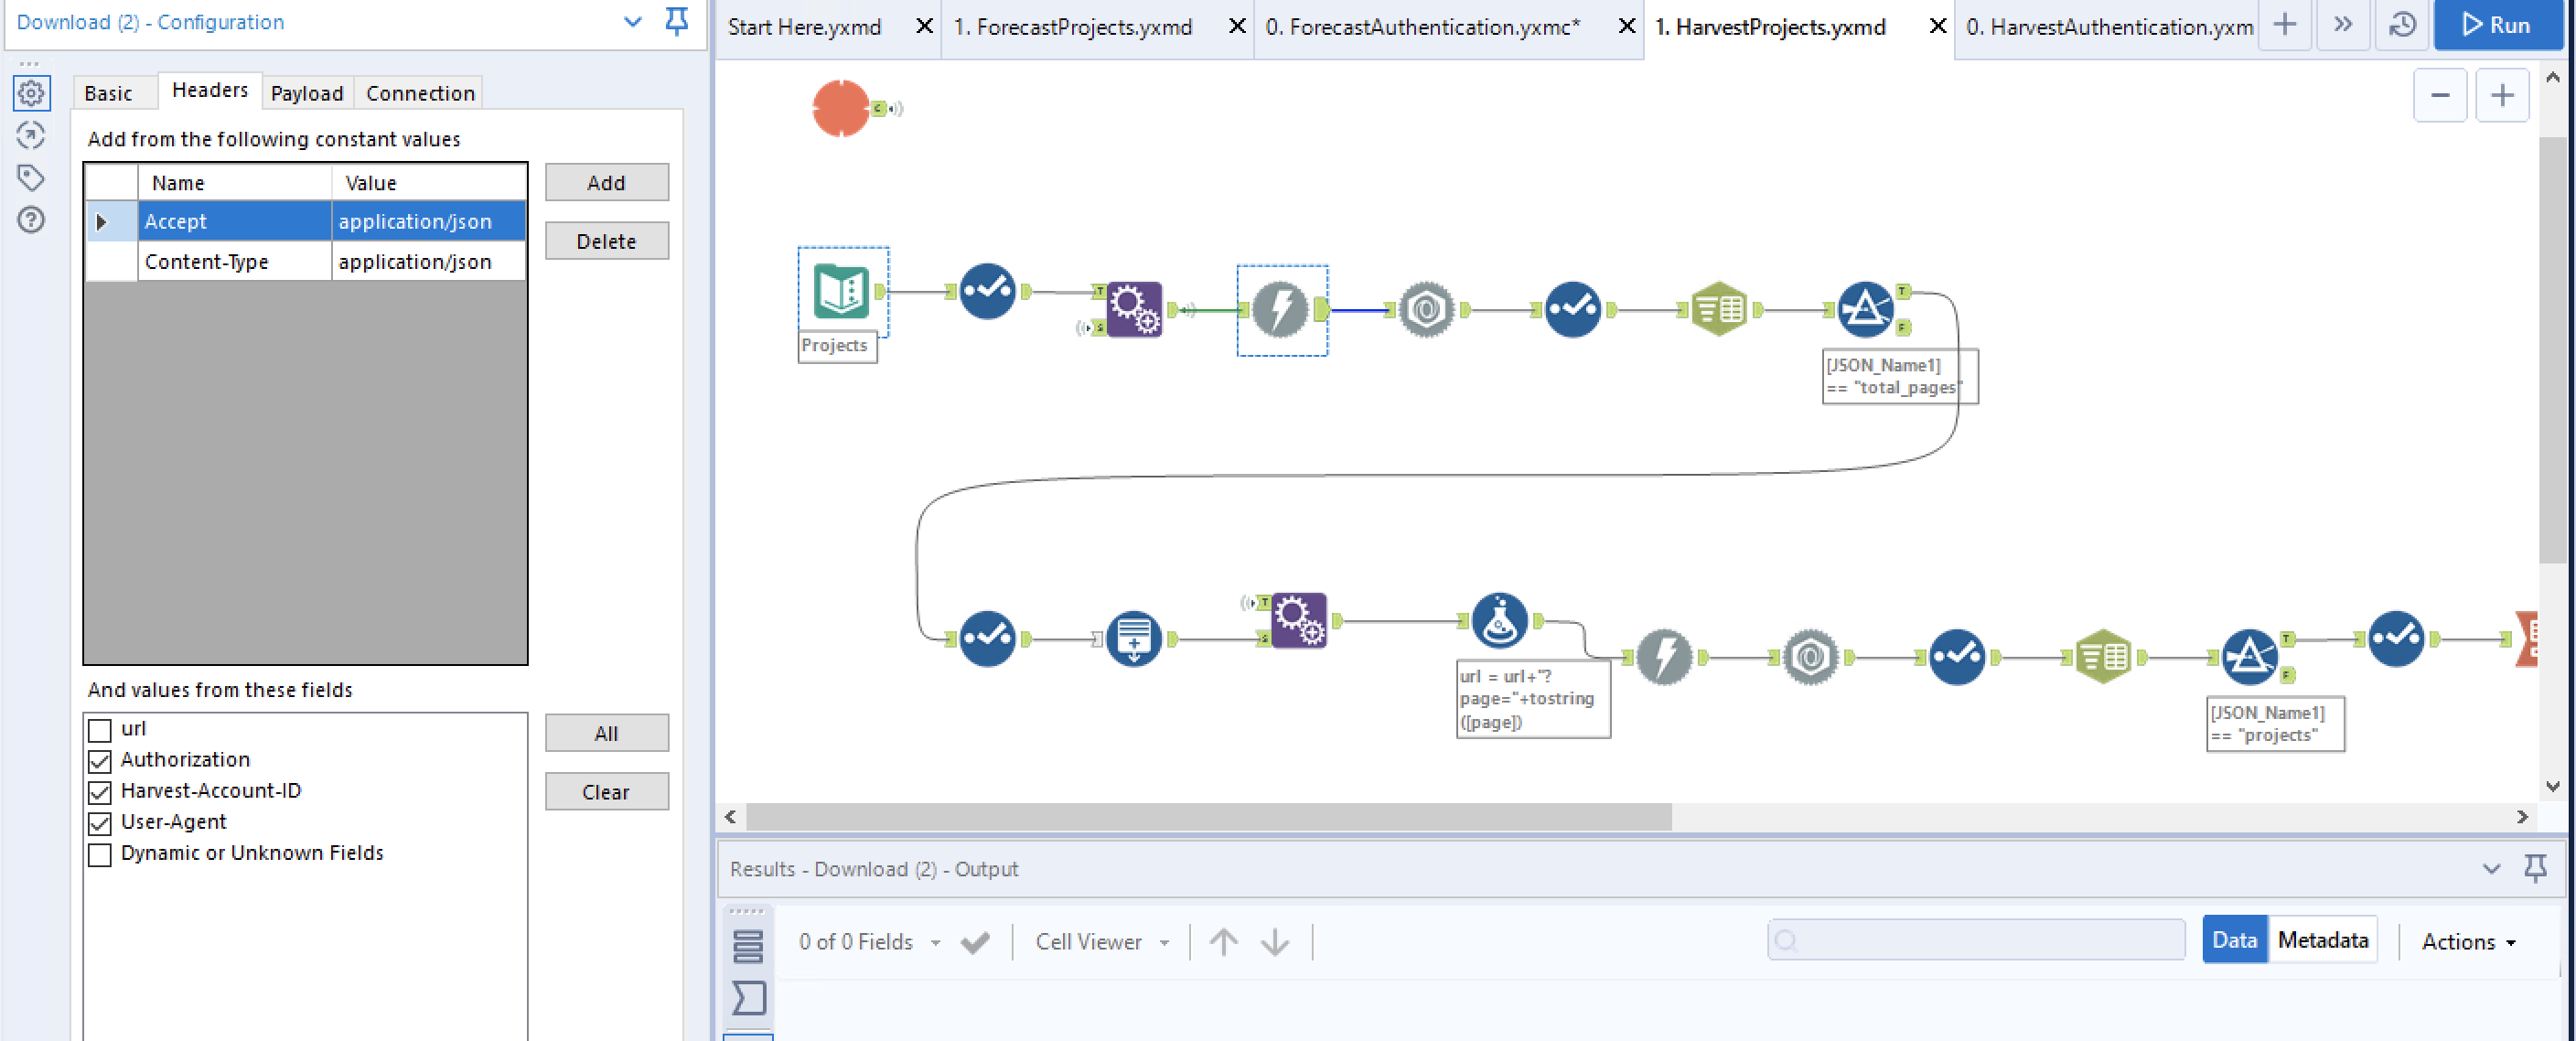 Download (2) - Configuration
Start Here.yxmd
1. ForecastProjects.yxmd
0. ForecastAuthentication.yxmc*
1. HarvestProjects.yxmd
0. HarvestAuthentication.yxm
Run
Basic
Headers
Payload
Connection
Add from the following constant values
Name Value
Accept application/json
Content-Type application/json
Add
Delete
And values from these fields
url
Authorization
Harvest-Account-ID
User-Agent
Dynamic or Unknown Fields
All
Clear
C
Projects
T
S
T
F
[JSON_Name1]
== "total_pages"
T
S
url = url+"?
page="+tostring
([page])
T
F
[JSON_Name1]
== "projects"
Results - Download (2) - Output
0 of 0 Fields
Cell Viewer
Data
Metadata
Actions